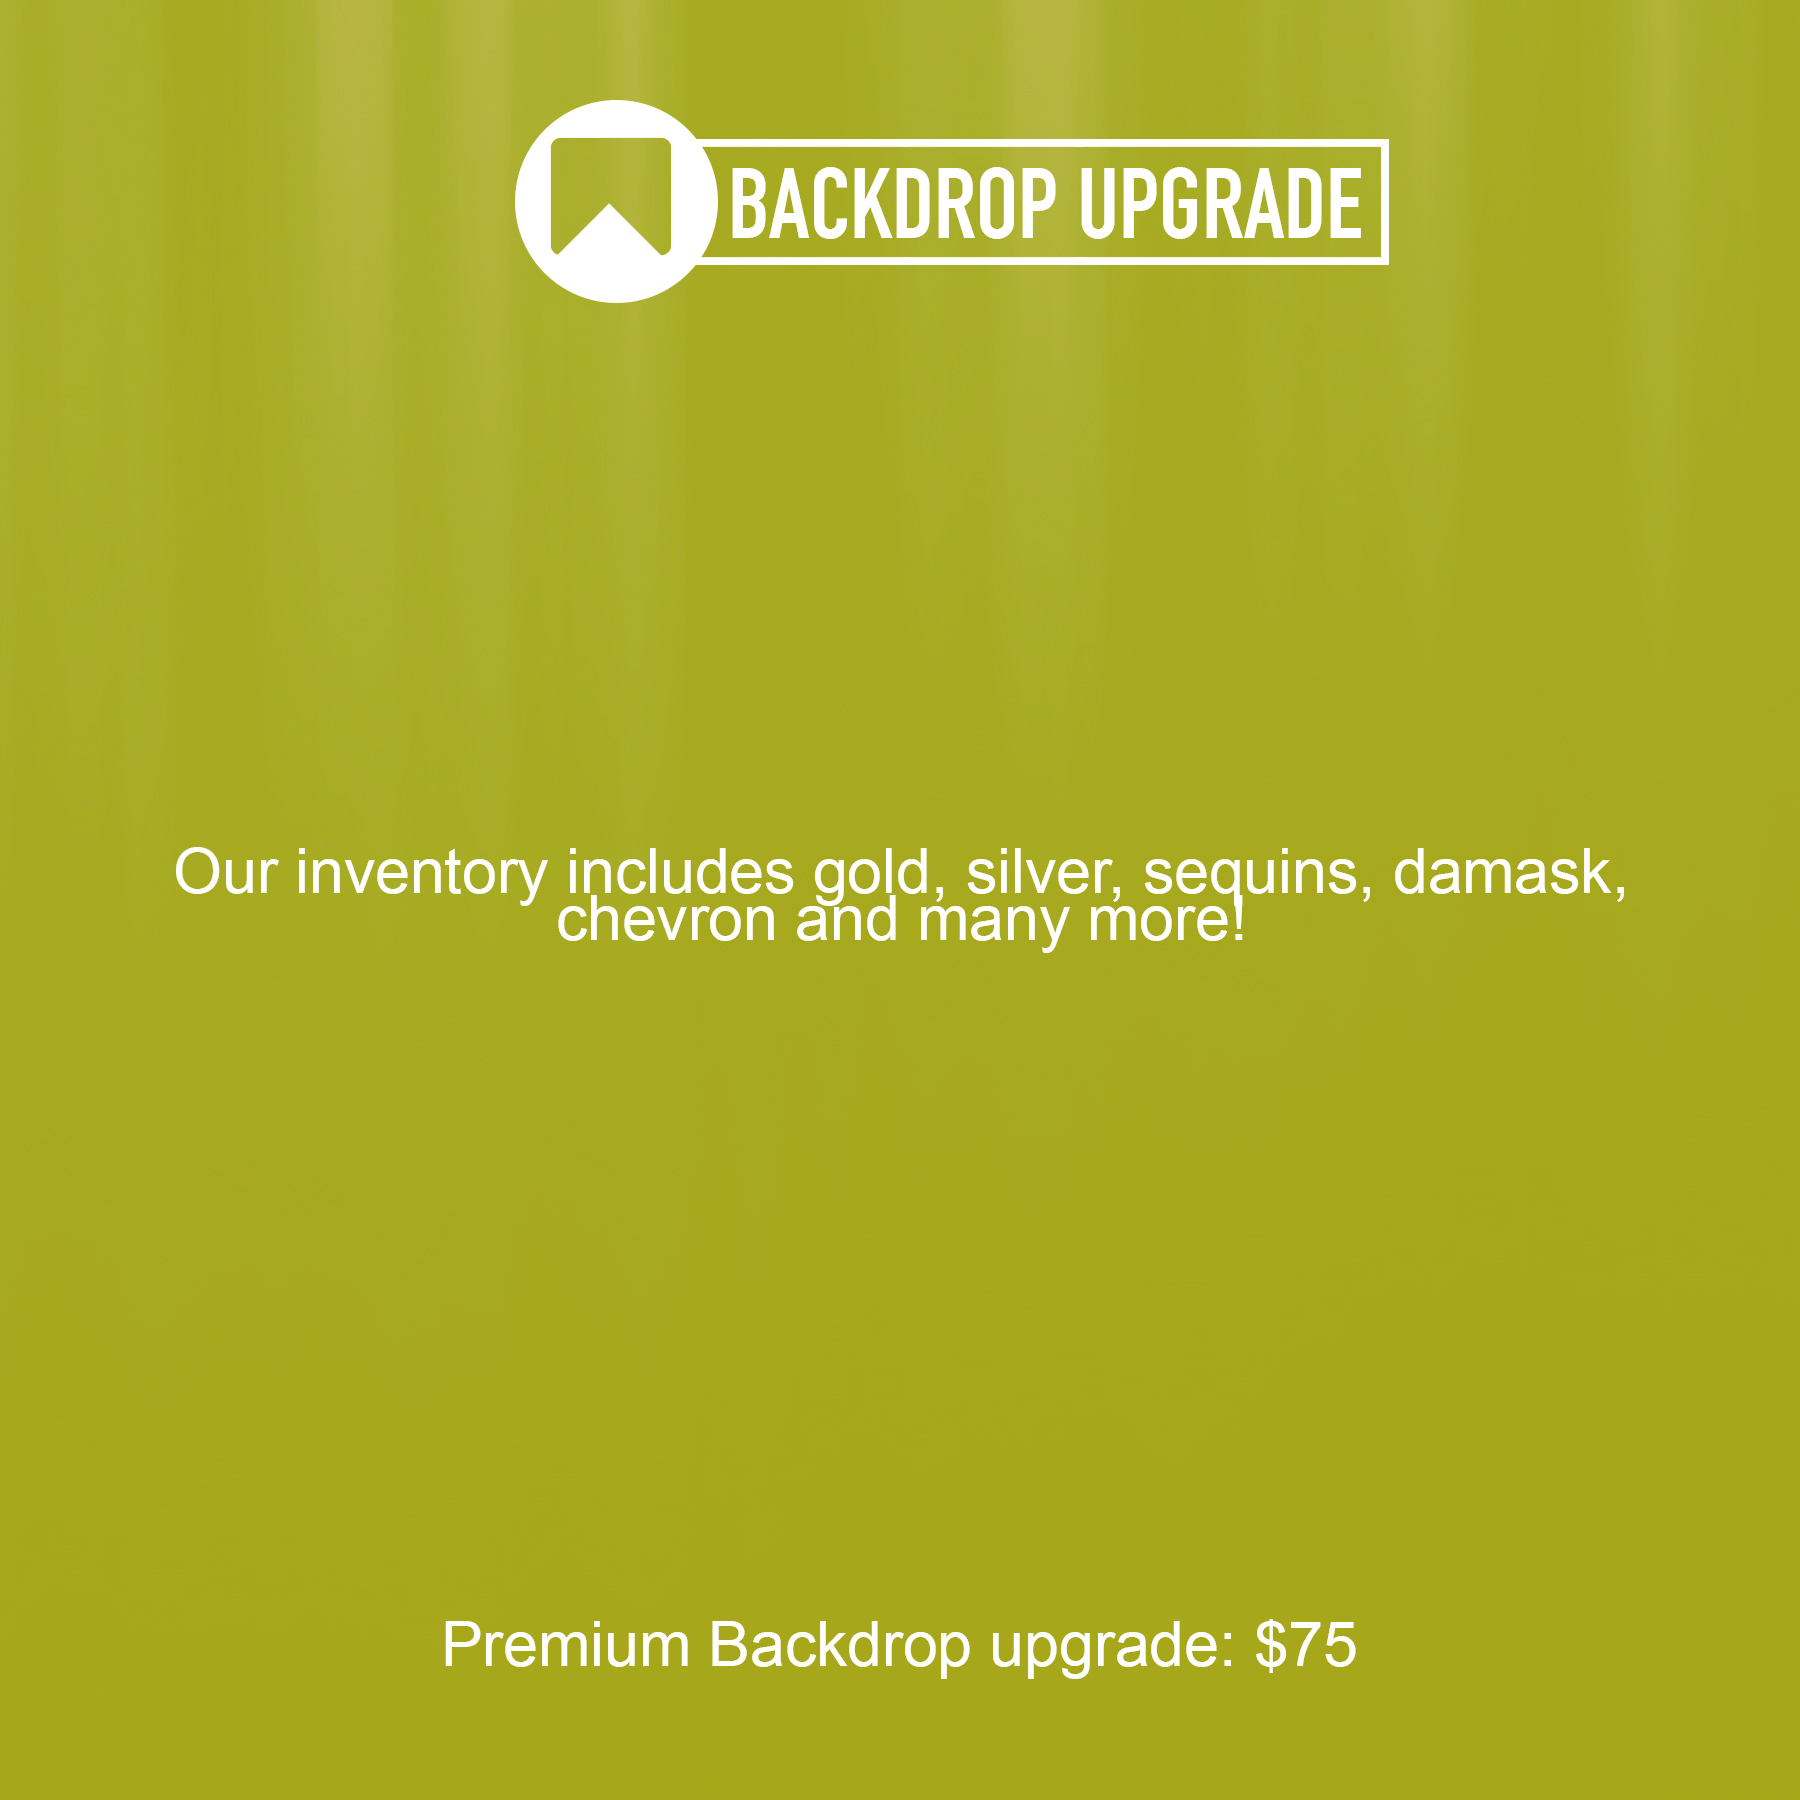 BACKDROP UPGRADE
Our inventory includes gold, silver, sequins, damask,
chevron and many more!
Premium Backdrop upgrade: $75